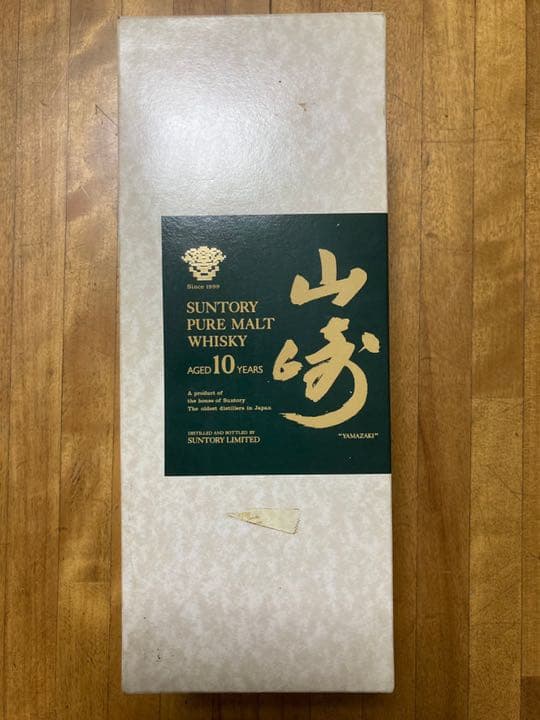 Since 1899
SUNTORY
PURE MALT
WHISKY
AGED 10 YEARS
A product of
the house of Suntory
The oldest distillers in Japan
DISTILLED AND BOTTLED BY
SUNTORY LIMITED
山崎
"YAMAZAKI"